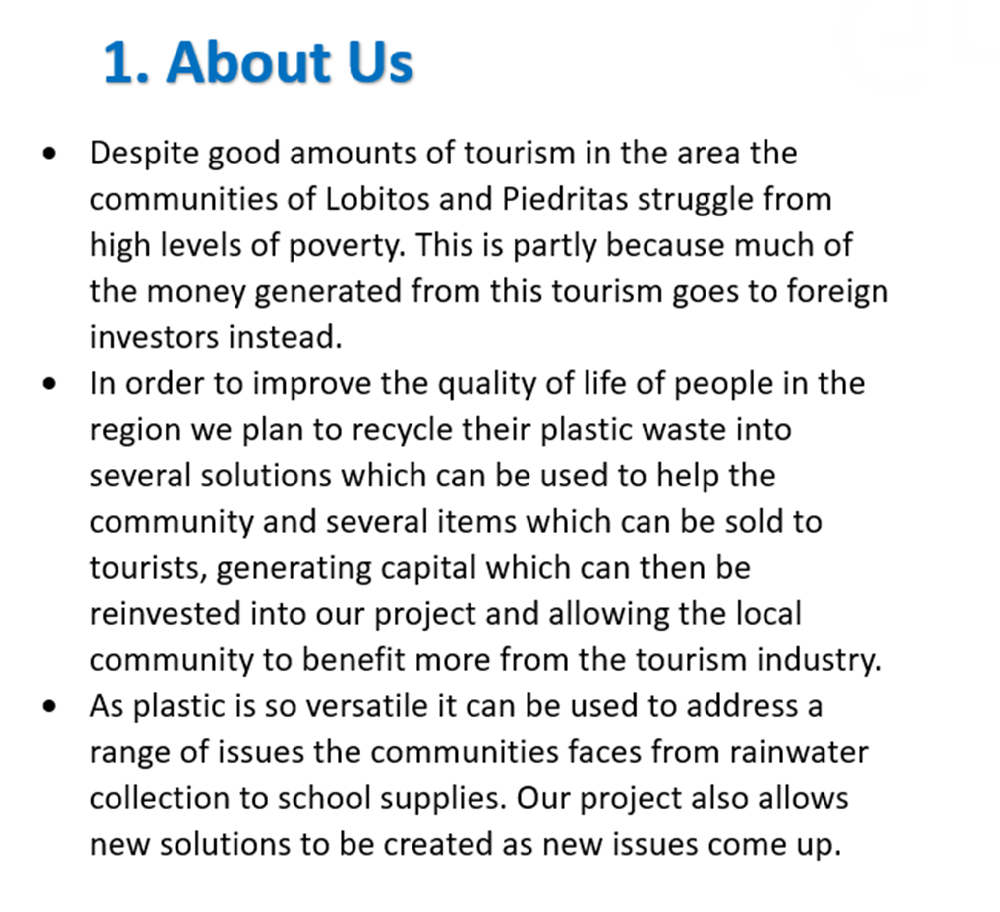 1. About Us
• Despite good amounts of tourism in the area the
communities of Lobitos and Piedritas struggle from
high levels of poverty. This is partly because much of
the money generated from this tourism goes to foreign
investors instead.
• In order to improve the quality of life of people in the
region we plan to recycle their plastic waste into
several solutions which can be used to help the
community and several items which can be sold to
tourists, generating capital which can then be
reinvested into our project and allowing the local
community to benefit more from the tourism industry.
• As plastic is so versatile it can be used to address a
range of issues the communities faces from rainwater
collection to school supplies. Our project also allows
new solutions to be created as new issues come up.